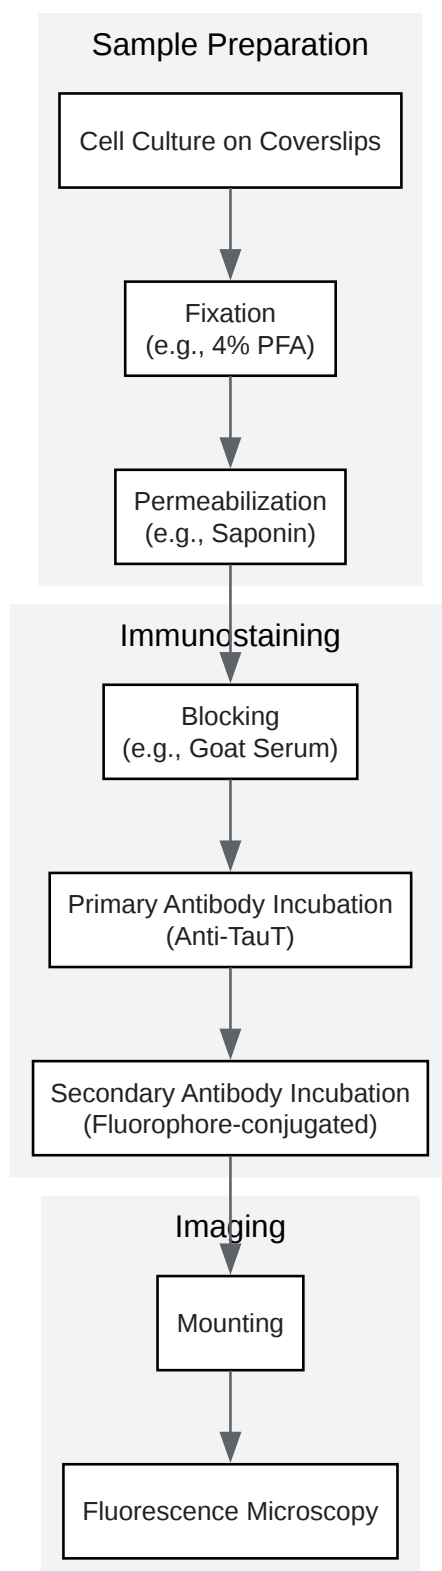 Sample Preparation
Cell Culture on Coverslips
Fixation
(e.g., 4% PFA)
Permeabilization
(e.g., Saponin)
Immunostaining
Blocking
(e.g., Goat Serum)
Primary Antibody Incubation
(Anti-TauT)
Secondary Antibody Incubation
(Fluorophore-conjugated)
Imaging
Mounting
Fluorescence Microscopy